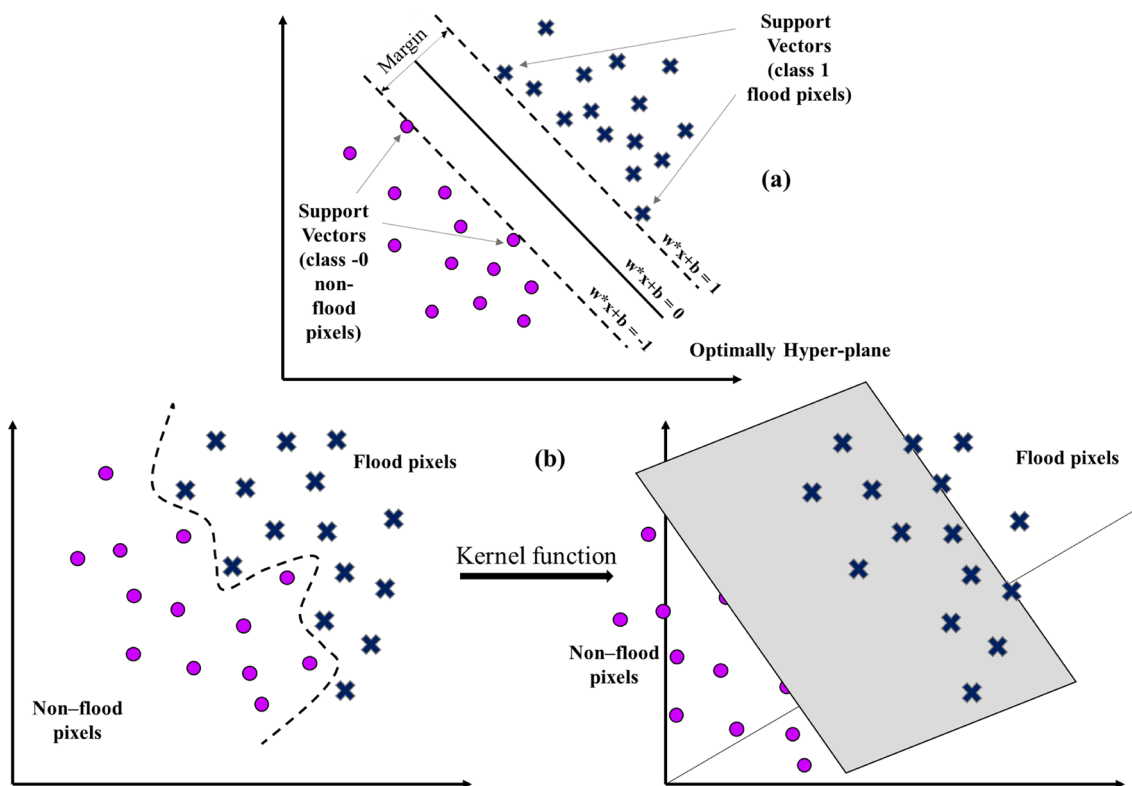 Margin
Support
Vectors
(class 1
flood pixels)
(a)
Support
Vectors
(class -0
non-
flood
pixels)
w*x+b = 1
w*x+b = 0
w*x+b = -1
Optimally Hyper-plane
Flood pixels
(b)
Flood pixels
Kernel function
Non–flood
pixels
Non–flood
pixels